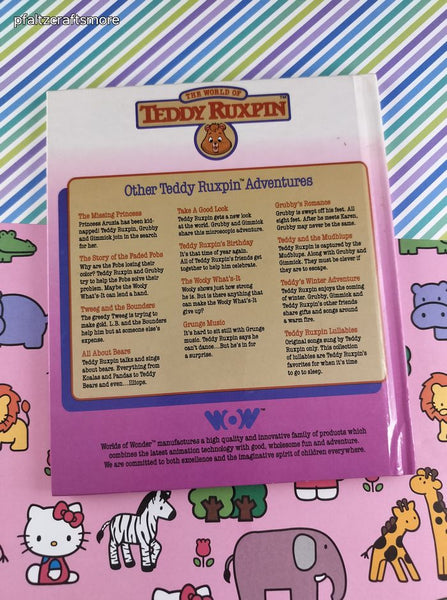 pfaltzcraftsmore
THE WORLD OF
TEDDY RUXPIN™
Other Teddy Ruxpin™ Adventures
The Missing Princess
Princess Aruzia has been kid-
napped! Teddy Ruxpin, Grubby
and Gimmick join in the search
for her.
The Story of the Faded Fobs
Why are the Fobs losing their
color? Teddy Ruxpin and Grubby
try to help the Fobs solve their
problem. Maybe the Wooly
What's-It can lend a hand.
Tweeg and the Bounders
The greedy Tweeg is trying to
make gold. L.B. and the Bounders
help him but at someone else's
expense.
All About Bears
Teddy Ruxpin talks and sings
about bears. Everything from
Koalas and Pandas to Teddy
Bears and even.... Illiops.
Take A Good Look
Teddy Ruxpin gets a new look
at the world. Grubby and Gimmick
share this microscopic adventure.
Teddy Ruxpin's Birthday
It's that time of year again.
All of Teddy Ruxpin's friends get
together to help him celebrate.
The Wooly What's-It
Wooly shows just how strong
he is. But is there anything that
can make the Wooly What's-It
give up?
Grunge Music
It's hard to sit still with Grunge
music. Teddy Ruxpin says he
can't dance....But he's in for
a surprise.
Grubby's Romance
Grubby is swept off his feet. All
eight feet. After he meets Karen,
Grubby may never be the same.
Teddy and the Mudblups
Teddy Ruxpin is captured by the
Mudblups. Along with Grubby and
Gimmick. They must be clever if
they are to escape.
Teddy's Winter Adventure
Teddy Ruxpin enjoys the coming
of winter. Grubby, Gimmick and
Teddy Ruxpin's other friends
share gifts and songs around a
warm fire.
Teddy Ruxpin Lullabies
Original songs sung by Teddy
Ruxpin only. This collection
of lullabies are Teddy Ruxpin's
favorites for when it's time
to go to sleep.
WOW™
Worlds of Wonder™ manufactures a high quality and innovative family of products which
combines the latest animation technology with good, wholesome fun and adventure.
We are committed to both excellence and the imaginative spirit of children everywhere.